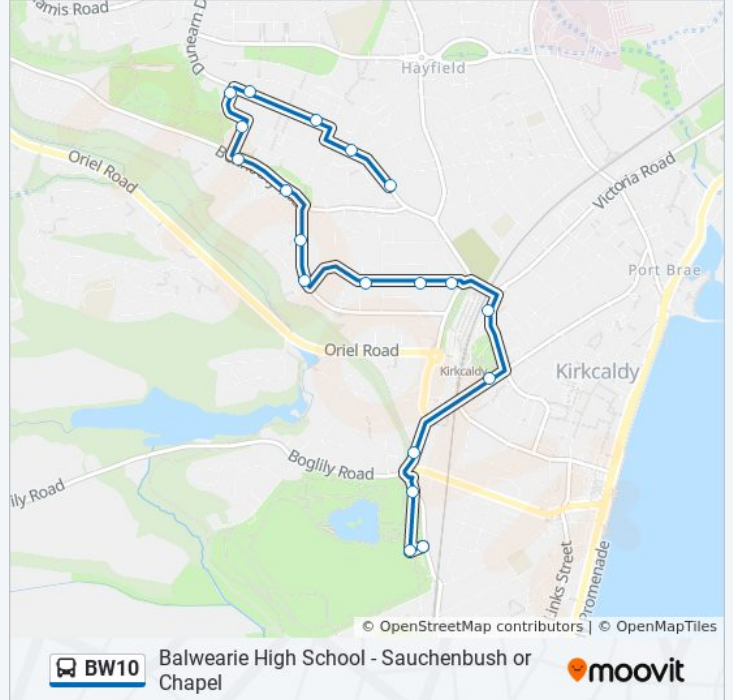 amis Road
Dunearn D
Hayfield
Oriel Road
Victoria Road
Port Brae
Oriel Road
Kirkcaldy
Kirkcaldy
Boglily Road
ily Road
Links Street
Promenade
© OpenStreetMap contributors | © OpenMapTiles
BW10
Balwearie High School - Sauchenbush or
Chapel
moovit